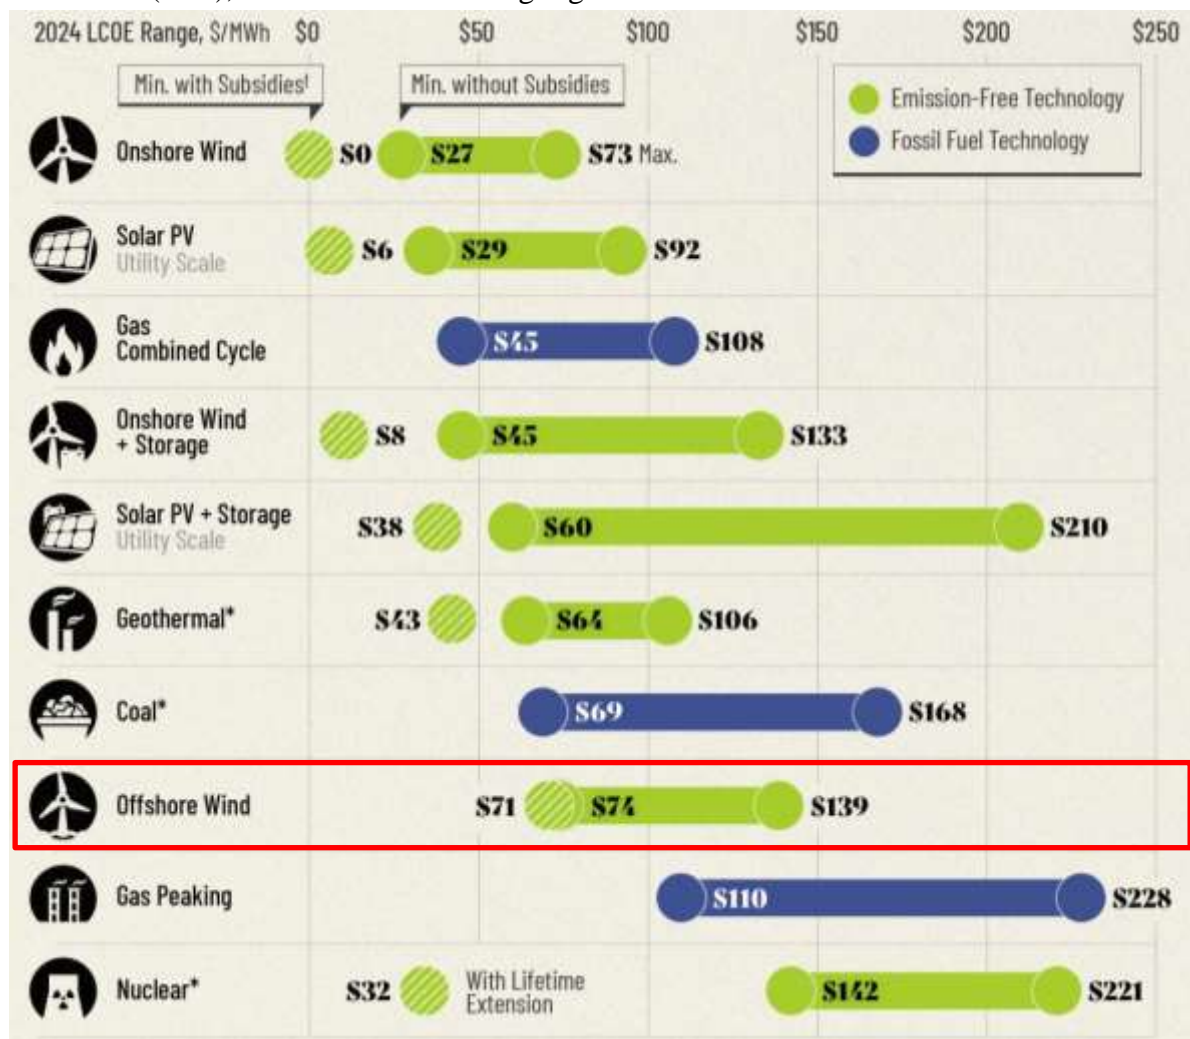 2024 LCOE Range, $/MWh $0 $50 $100 $150 $200 $250
Min. with Subsidies† Min. without Subsidies
Emission-Free Technology
Fossil Fuel Technology
Onshore Wind $0 $27 $73 Max.
Solar PV
Utility Scale
$6 $29 $92
Gas
Combined Cycle
$45 $108
Onshore Wind
+ Storage
$8 $45 $133
Solar PV + Storage
Utility Scale
$38 $60 $210
Geothermal* $43 $64 $106
Coal* $69 $168
Offshore Wind $71 $74 $139
Gas Peaking $110 $228
Nuclear* $32 With Lifetime
Extension
$142 $221